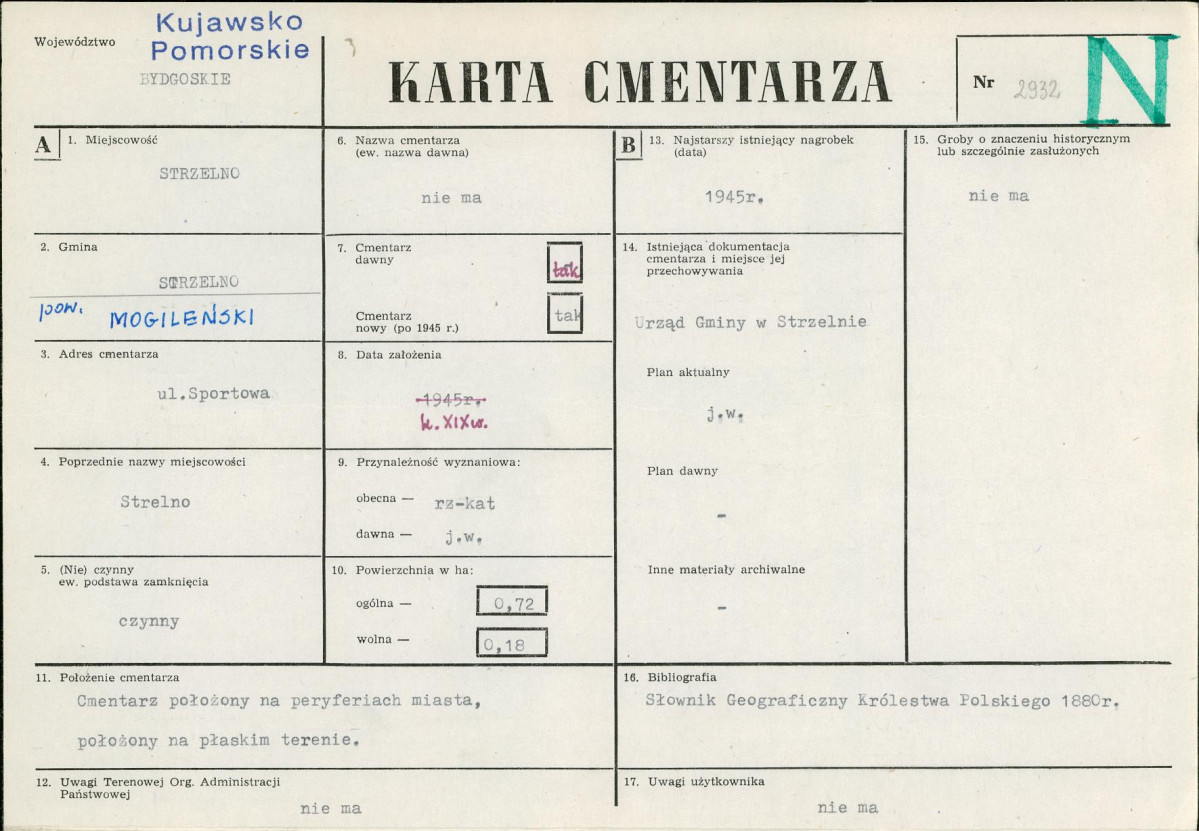 Województwo
Kujawsko
Pomorskie
BYDGOSKIE
KARTA CMENTARZA
Nr 2932
N
A
1. Miejscowość
STRZELNO
2. Gmina
STRZELNO
pow. MOGILEŃSKI
3. Adres cmentarza
ul.Sportowa
4. Poprzednie nazwy miejscowości
Strelno
5. (Nie) czynny
ew. podstawa zamknięcia
czynny
6. Nazwa cmentarza
(ew. nazwa dawna)
nie ma
7. Cmentarz
dawny
tak
Cmentarz
nowy (po 1945 r.)
tak
8. Data założenia
1945r.
k. XIXw.
9. Przynależność wyznaniowa:
obecna — rz-kat
dawna — j.w.
10. Powierzchnia w ha:
ogólna — 0,72
wolna — 0,18
11. Położenie cmentarza
Cmentarz położony na peryferiach miasta,
położony na płaskim terenie.
12. Uwagi Terenowej Org. Administracji
Państwowej
nie ma
B
13. Najstarszy istniejący nagrobek
(data)
1945r.
14. Istniejąca dokumentacja
cmentarza i miejsce jej
przechowywania
Urząd Gminy w Strzelnie
Plan aktualny
j.w.
Plan dawny
–
Inne materiały archiwalne
–
15. Groby o znaczeniu historycznym
lub szczególnie zasłużonych
nie ma
16. Bibliografia
Słownik Geograficzny Królestwa Polskiego 1880r.
17. Uwagi użytkownika
nie ma